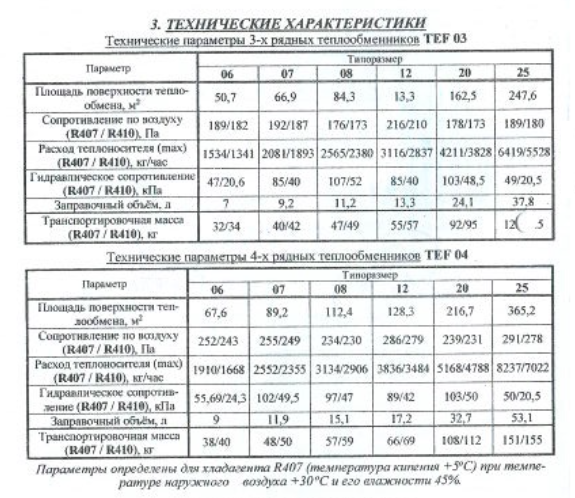 3. ТЕХНИЧЕСКИЕ ХАРАКТЕРИСТИКИ
Технические параметры 3-х рядных теплообменников TEF 03
Параметр Типоразмер
06 07 08 12 20 25
Площадь поверхности тепло-
обмена, м² 50,7 66,9 84,3 13,3 162,5 247,6
Сопротивление по воздуху
(R407 / R410), Па 189/182 192/187 176/173 216/210 178/173 189/180
Расход теплоносителя (max)
(R407 / R410), кг/час 1534/1341 2081/1893 2565/2380 3116/2837 4211/3828 6419/5528
Гидравлическое сопротивление
(R407 / R410), кПа 47/20,6 85/40 107/52 85/40 103/48,5 49/20,5
Заправочный объём, л 7 9,2 11,2 13,3 24,1 37,8
Транспортировочная масса
(R407 / R410), кг 32/34 40/42 47/49 55/57 92/95
Технические параметры 4-х рядных теплообменников TEF 04
Параметр Типоразмер
06 07 08 12 20 25
Площадь поверхности теп-
лообмена, м² 67,6 89,2 112,4 128,3 216,7 365,2
Сопротивление по воздуху
(R407 / R410), Па 252/243 255/249 234/230 286/279 239/231 291/278
Расход теплоносителя (max)
(R407 / R410), кг/час 1910/1668 2552/2355 3134/2906 3836/3484 5168/4788 8237/7022
Гидравлическое сопротив-
ление (R407 / R410), кПа 55,69/24,3 102/49,5 97/47 89/42 103/50 50/20,5
Заправочный объём, л 9 11,9 15,1 17,2 32,7 53,1
Транспортировочная масса
(R407 / R410), кг 38/40 48/50 57/59 66/69 108/112 151/155
Параметры определены для хладагента R407 (температура кипения +5ºС) при темпе-
ратуре наружного воздуха +30ºС и его влажности 45%.